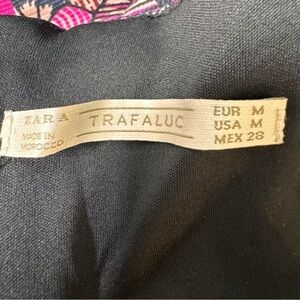 ZARA
MADE IN
MOROCCO
TRAFALUC
EUR M
USA M
MEX 28